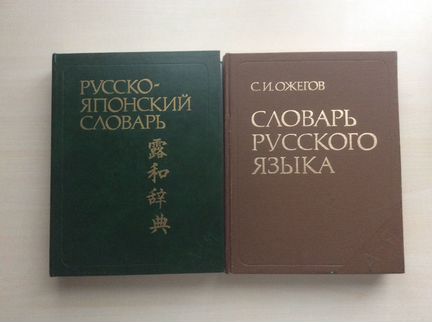 РУССКО-
ЯПОНСКИЙ
СЛОВАРЬ
露和辞典
С.И.ОЖЕГОВ
СЛОВАРЬ
РУССКОГО
ЯЗЫКА